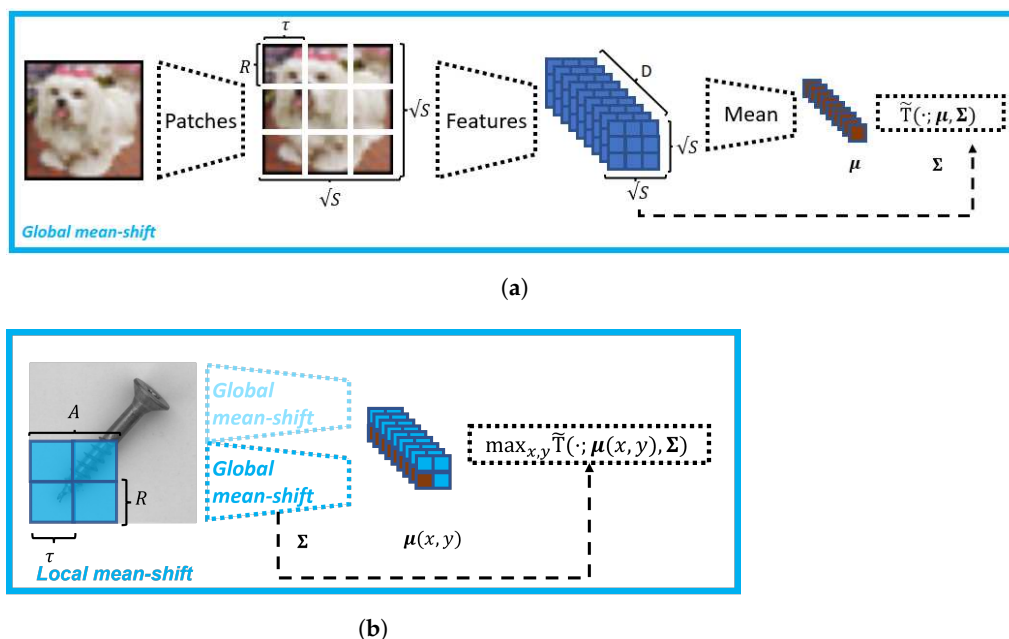 τ
R
Patches
√S
√S
Features
D
√S
√S
Mean
μ
T̃(·; μ, Σ)
Σ
Global mean-shift
(a)
A
R
τ
Global
mean-shift
Global
mean-shift
Σ
μ(x, y)
max_{x,y} T̃(·; μ(x, y), Σ)
Local mean-shift
(b)